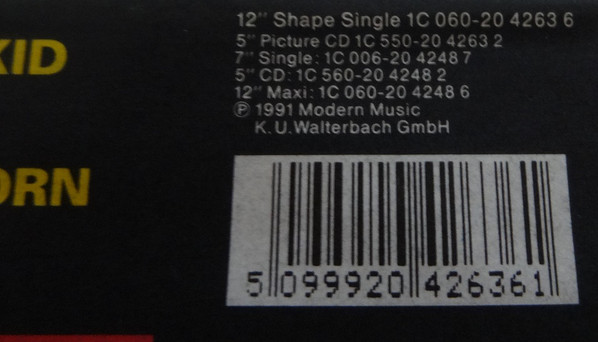 KID
ORN
12" Shape Single 1C 060-20 4263 6
5" Picture CD 1C 550-20 4263 2
7" Single: 1C 006-20 4248 7
5" CD: 1C 560-20 4248 2
12" Maxi: 1C 060-20 4248 6
℗ 1991 Modern Music
K.U.Walterbach GmbH
5 099920 426361